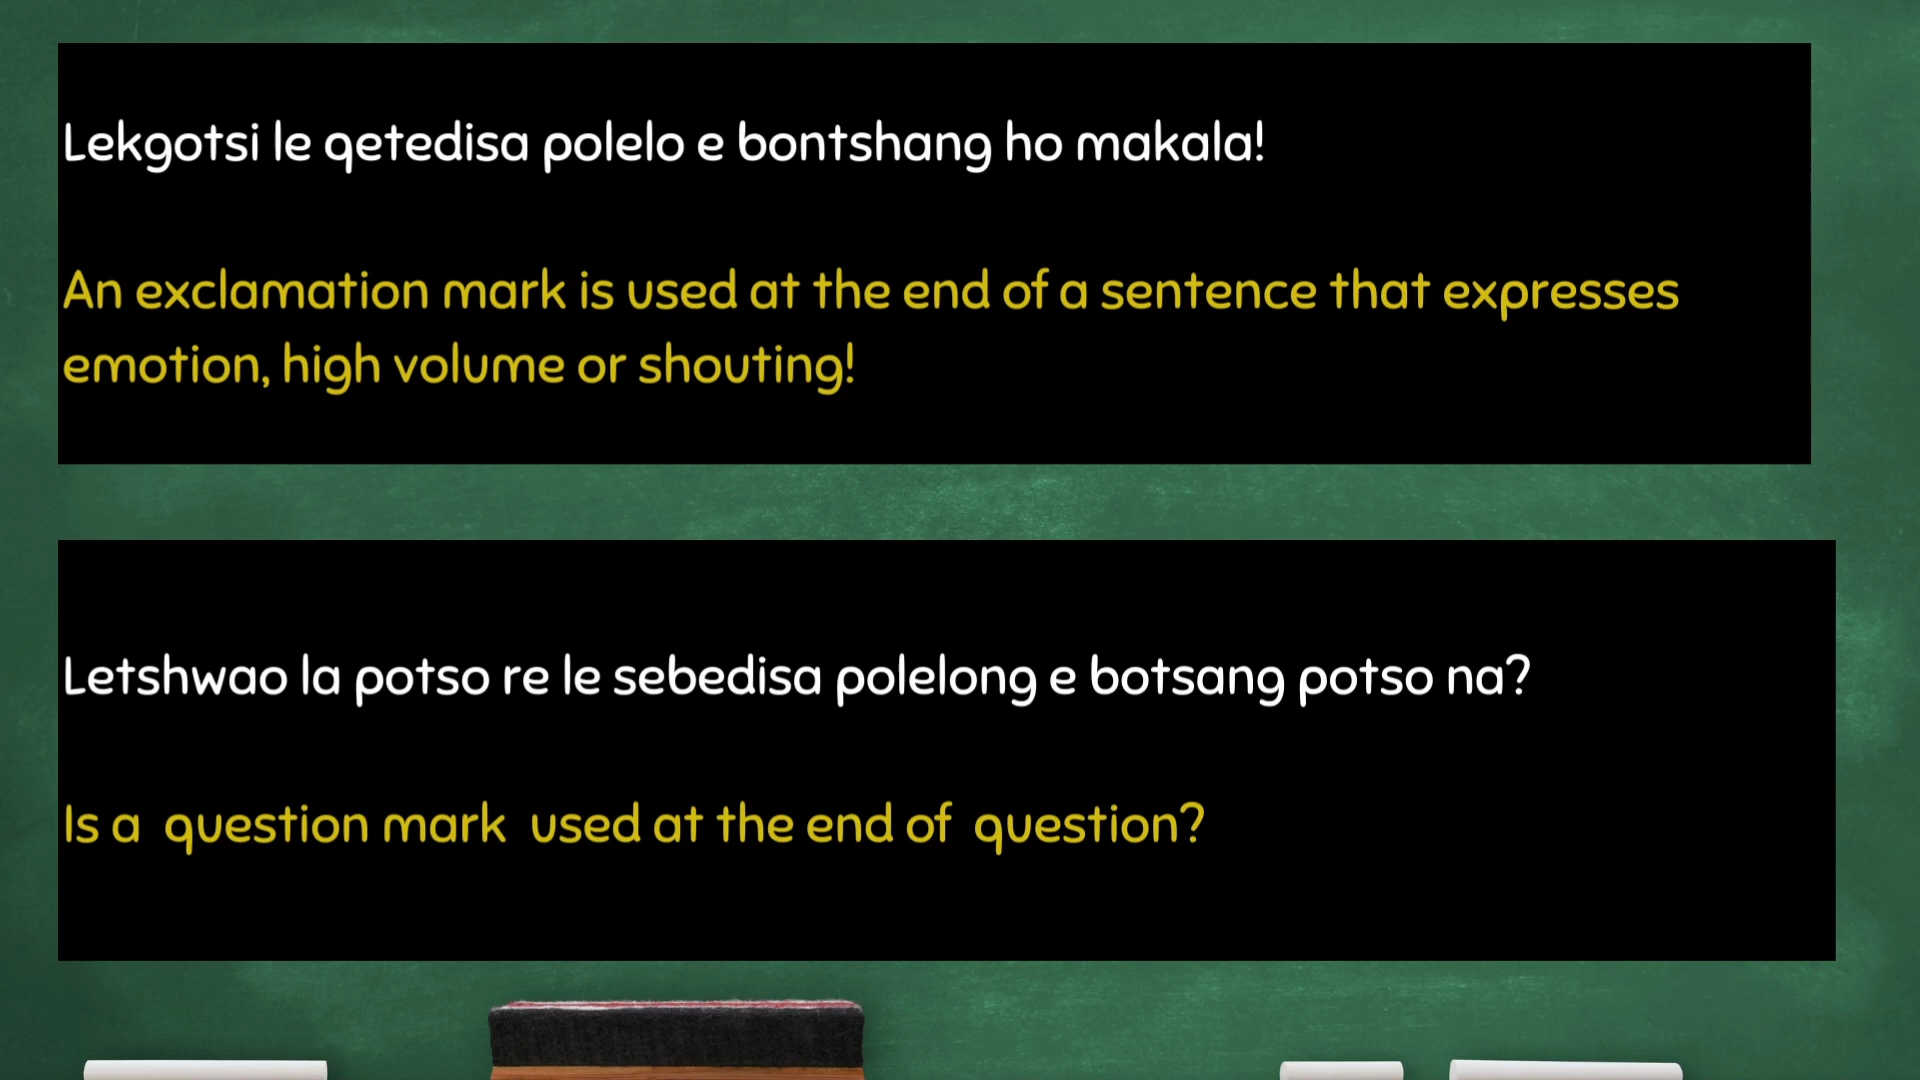 Lekgotsi le qetedisa polelo e bontshang ho makala!
An exclamation mark is used at the end of a sentence that expresses
emotion, high volume or shouting!
Letshwao la potso re le sebedisa polelong e botsang potso na?
Is a  question mark  used at the end of  question?